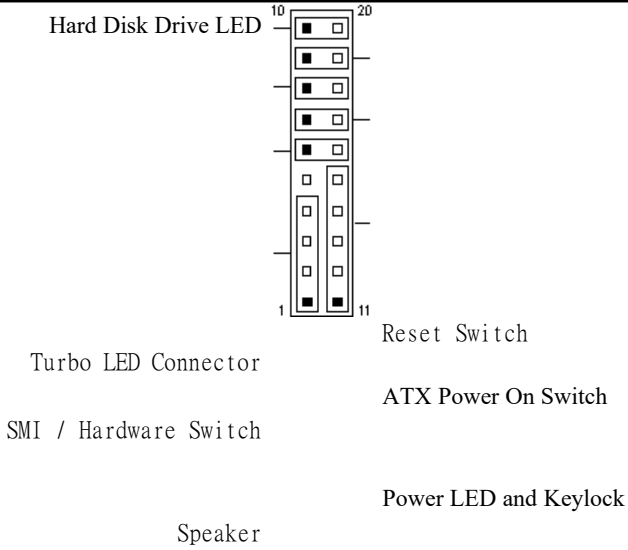 10 20
Hard Disk Drive LED
1 11
Reset Switch
Turbo LED Connector
ATX Power On Switch
SMI / Hardware Switch
Power LED and Keylock
Speaker